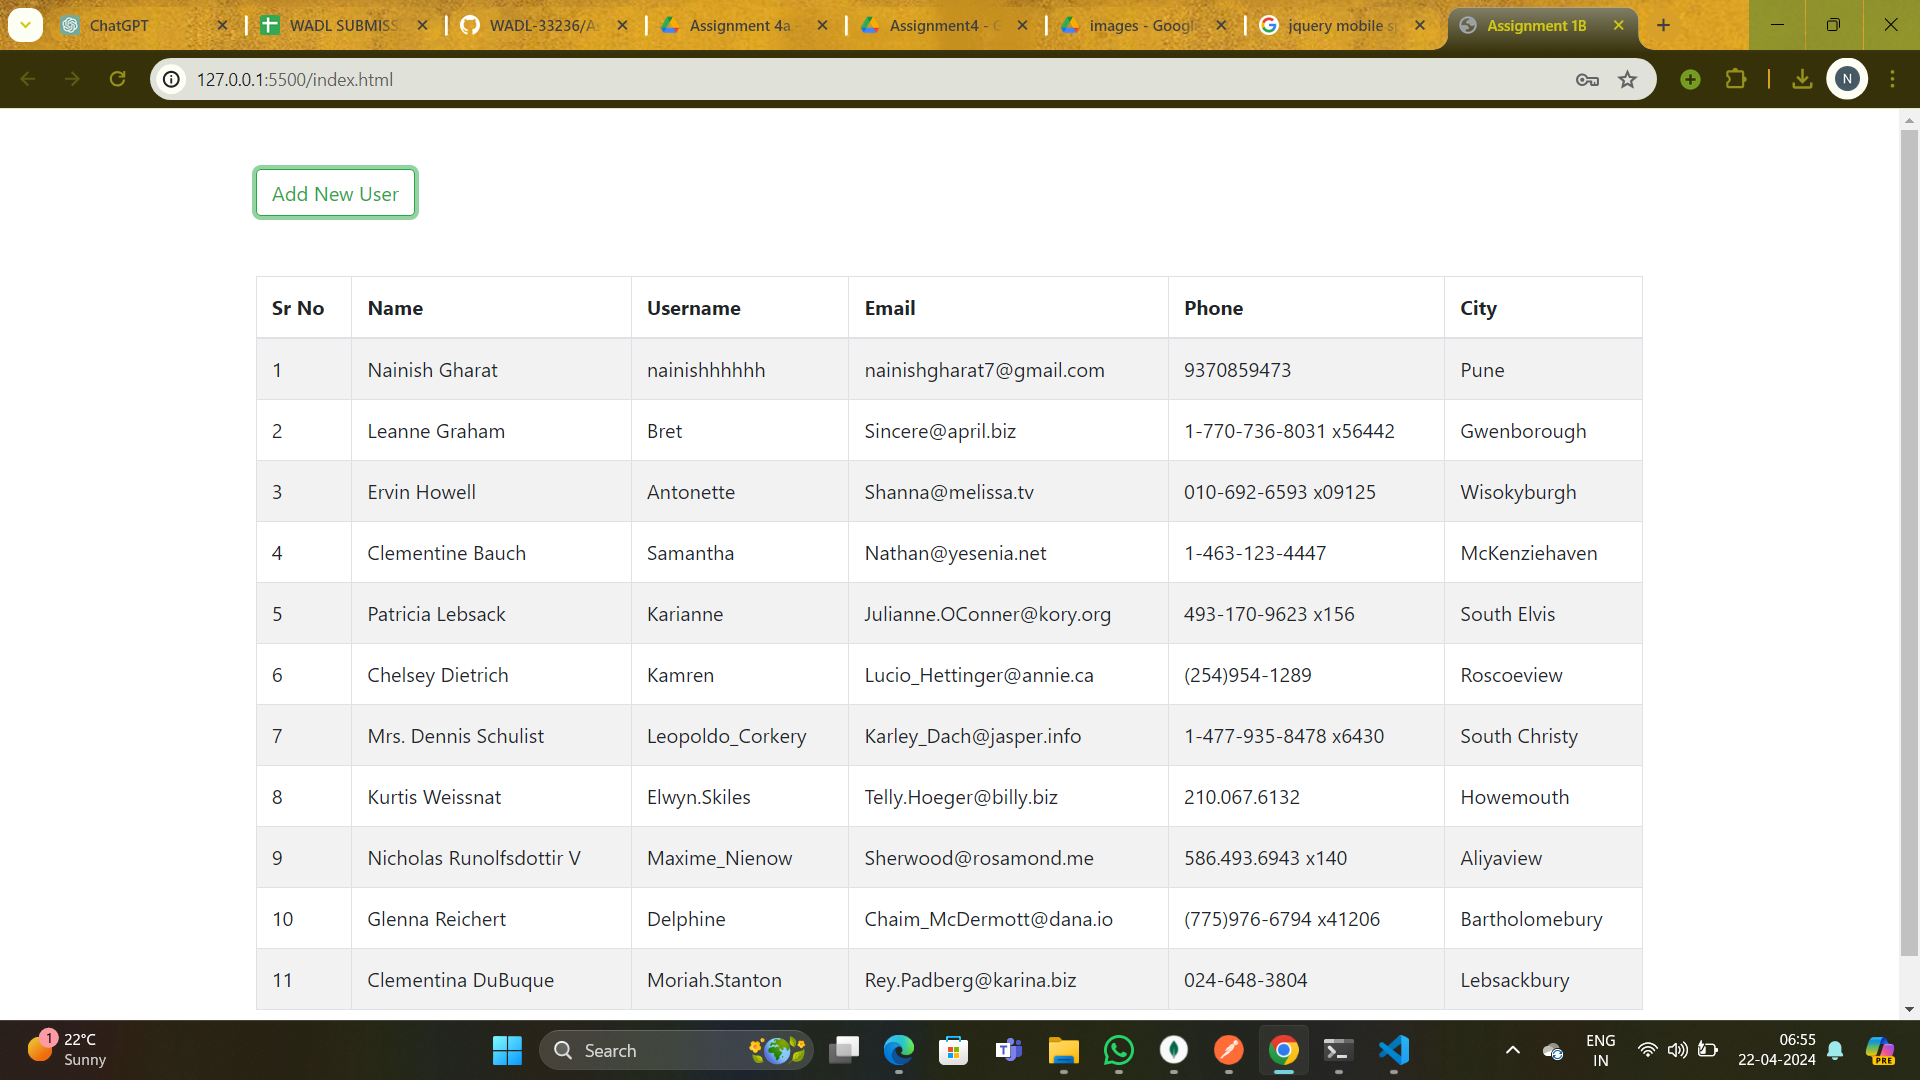 ChatGPT
WADL SUBMISS
WADL-33236/A
Assignment 4a
Assignment4 -
images - Googl
jquery mobile s
Assignment 1B
127.0.0.1:5500/index.html
N
Add New User
Sr No Name Username Email Phone City
1 Nainish Gharat nainishhhhhh nainishgharat7@gmail.com 9370859473 Pune
2 Leanne Graham Bret Sincere@april.biz 1-770-736-8031 x56442 Gwenborough
3 Ervin Howell Antonette Shanna@melissa.tv 010-692-6593 x09125 Wisokyburgh
4 Clementine Bauch Samantha Nathan@yesenia.net 1-463-123-4447 McKenziehaven
5 Patricia Lebsack Karianne Julianne.OConner@kory.org 493-170-9623 x156 South Elvis
6 Chelsey Dietrich Kamren Lucio_Hettinger@annie.ca (254)954-1289 Roscoeview
7 Mrs. Dennis Schulist Leopoldo_Corkery Karley_Dach@jasper.info 1-477-935-8478 x6430 South Christy
8 Kurtis Weissnat Elwyn.Skiles Telly.Hoeger@billy.biz 210.067.6132 Howemouth
9 Nicholas Runolfsdottir V Maxime_Nienow Sherwood@rosamond.me 586.493.6943 x140 Aliyaview
10 Glenna Reichert Delphine Chaim_McDermott@dana.io (775)976-6794 x41206 Bartholomebury
11 Clementina DuBuque Moriah.Stanton Rey.Padberg@karina.biz 024-648-3804 Lebsackbury
1
22°C
Sunny
Search
ENG
IN
06:55
22-04-2024
PRE